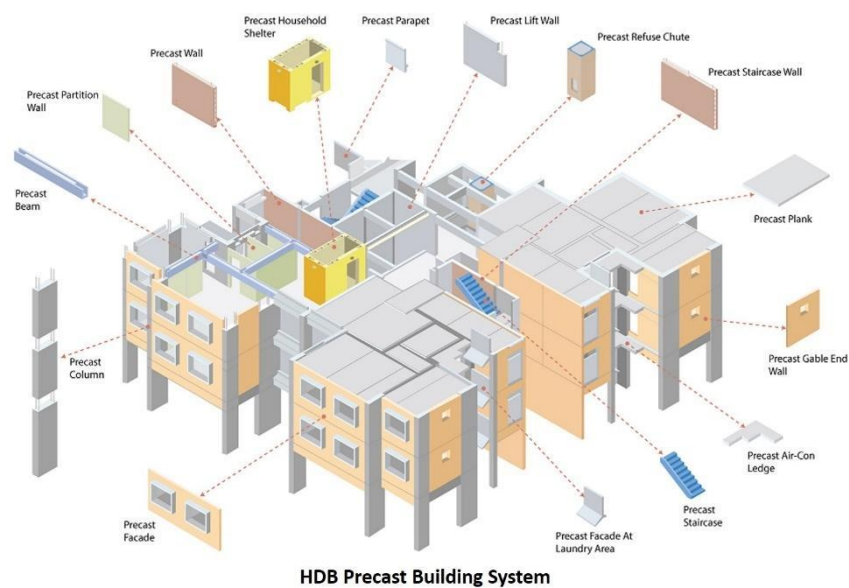 Precast Household
Shelter
Precast Parapet
Precast Lift Wall
Precast Refuse Chute
Precast Wall
Precast Staircase Wall
Precast Partition
Wall
Precast
Beam
Precast Plank
Precast
Column
Precast Gable End
Wall
Precast Air-Con
Ledge
Precast
Staircase
Precast Facade At
Laundry Area
Precast
Facade
HDB Precast Building System